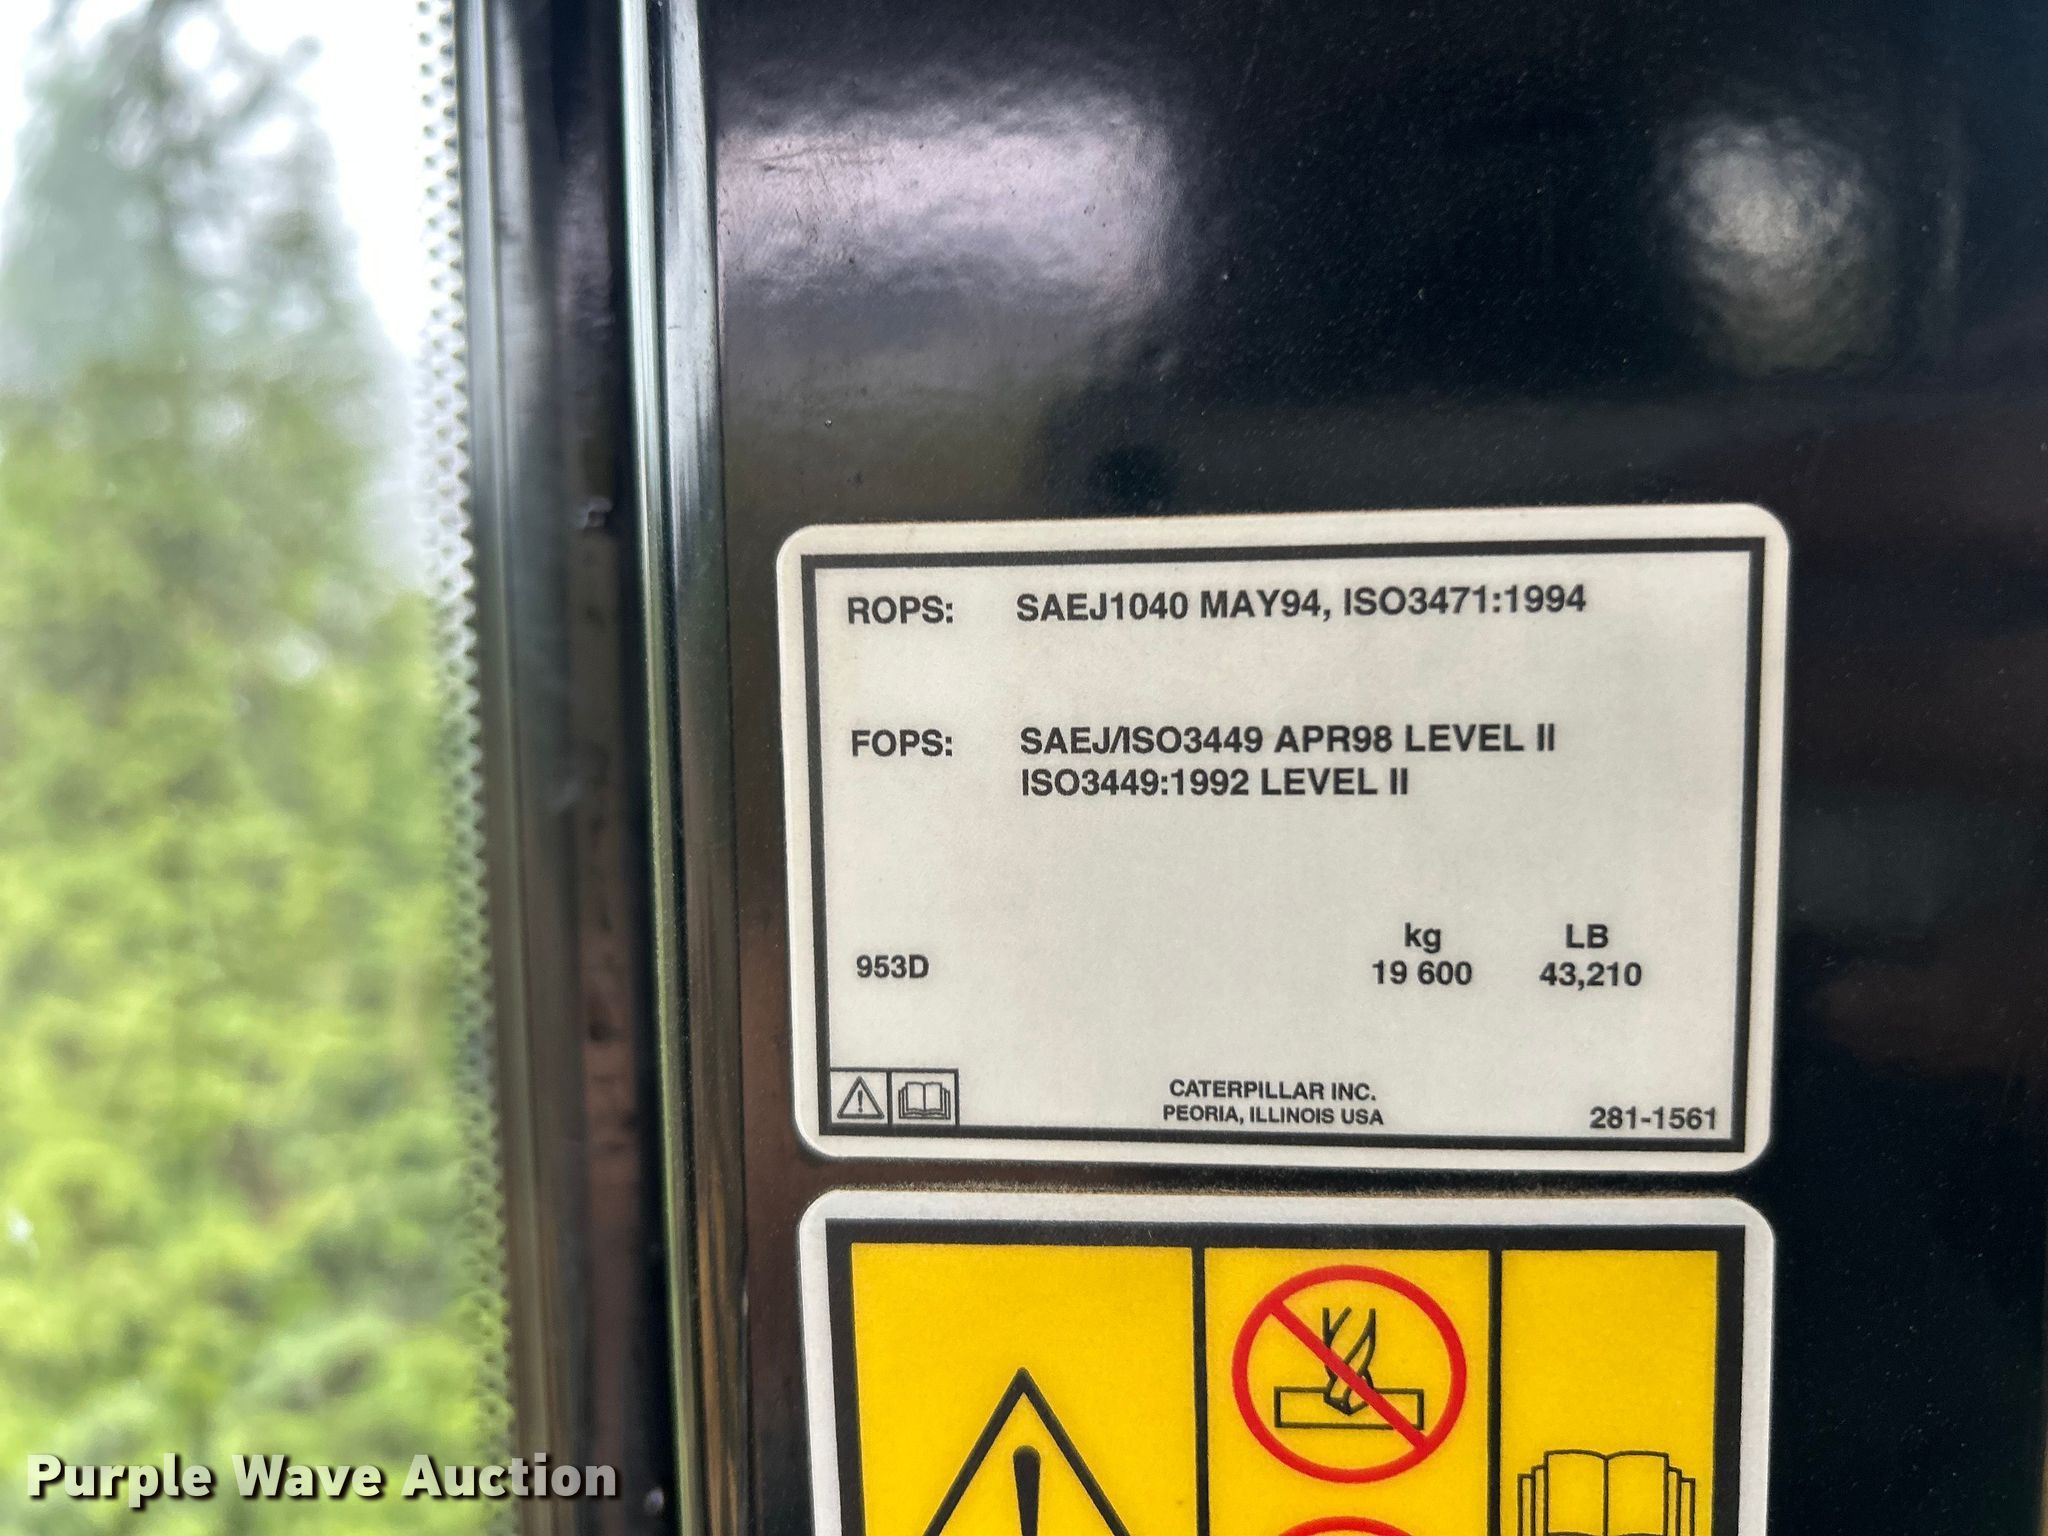 ROPS: SAEJ1040 MAY94, ISO3471:1994
FOPS: SAEJ/ISO3449 APR98 LEVEL II
ISO3449:1992 LEVEL II
kg LB
953D 19 600 43,210
CATERPILLAR INC.
PEORIA, ILLINOIS USA
281-1561
Purple Wave Auction